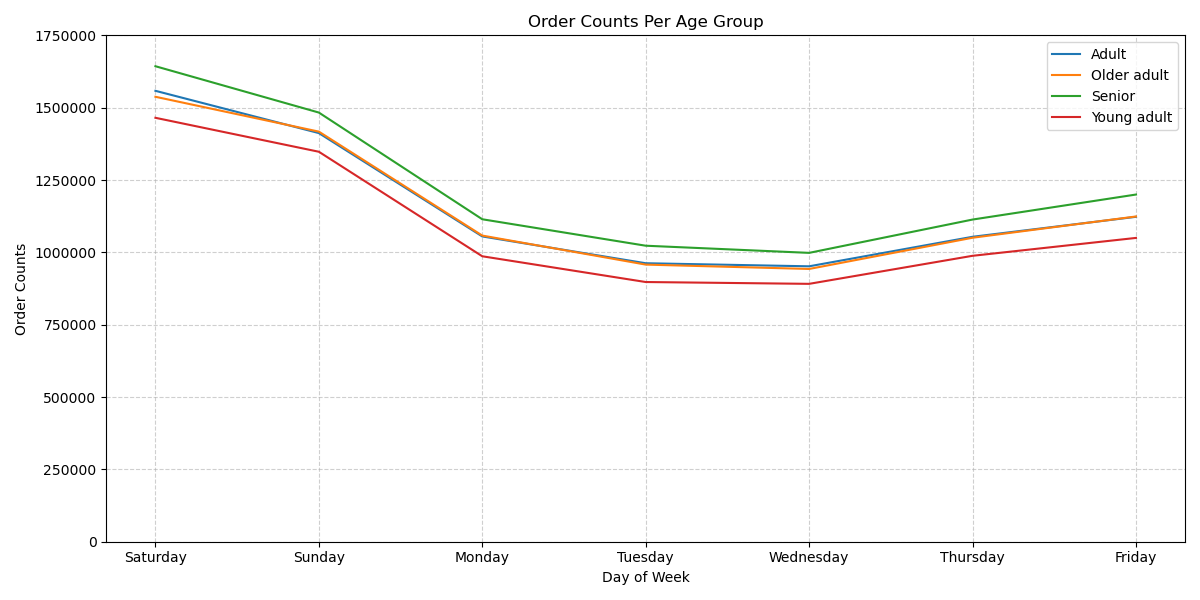 Order Counts Per Age Group
1750000
1500000
1250000
1000000
750000
500000
250000
0
Order Counts
Adult
Older adult
Senior
Young adult
Saturday
Sunday
Monday
Tuesday
Wednesday
Thursday
Friday
Day of Week